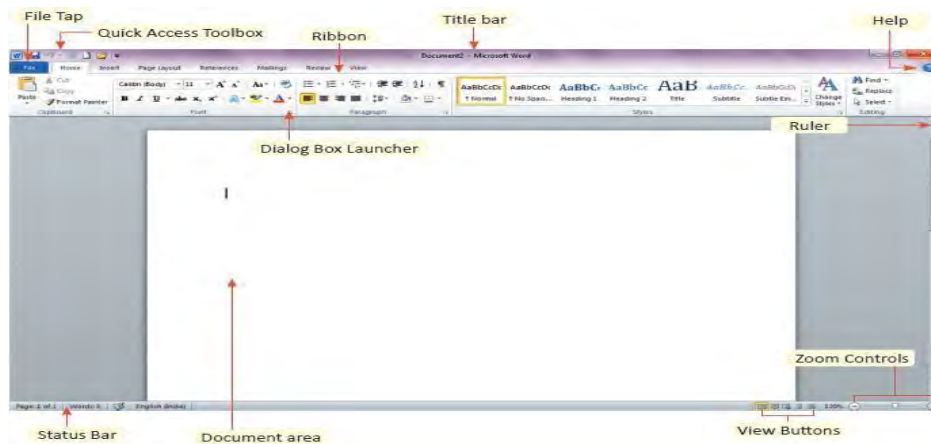 File Tap
Quick Access Toolbox
Ribbon
Title bar
Help
Document2 - Microsoft Word
File Home Insert Page Layout References Mailings Review View
Cut
Copy
Paste
Format Painter
Clipboard
Calibri (Body) 11
Font
Paragraph
AaBbCcDc AaBbCcDc AaBbC AaBbCc AaB AaBbCc. AaBbCcDc
¶ Normal ¶ No Spaci... Heading 1 Heading 2 Title Subtitle Subtle Em...
Change
Styles
Styles
Find
Replace
Select
Editing
Ruler
Dialog Box Launcher
Zoom Controls
Page: 1 of 1 Words: 0 English (India) 120%
Status Bar
Document area
View Buttons